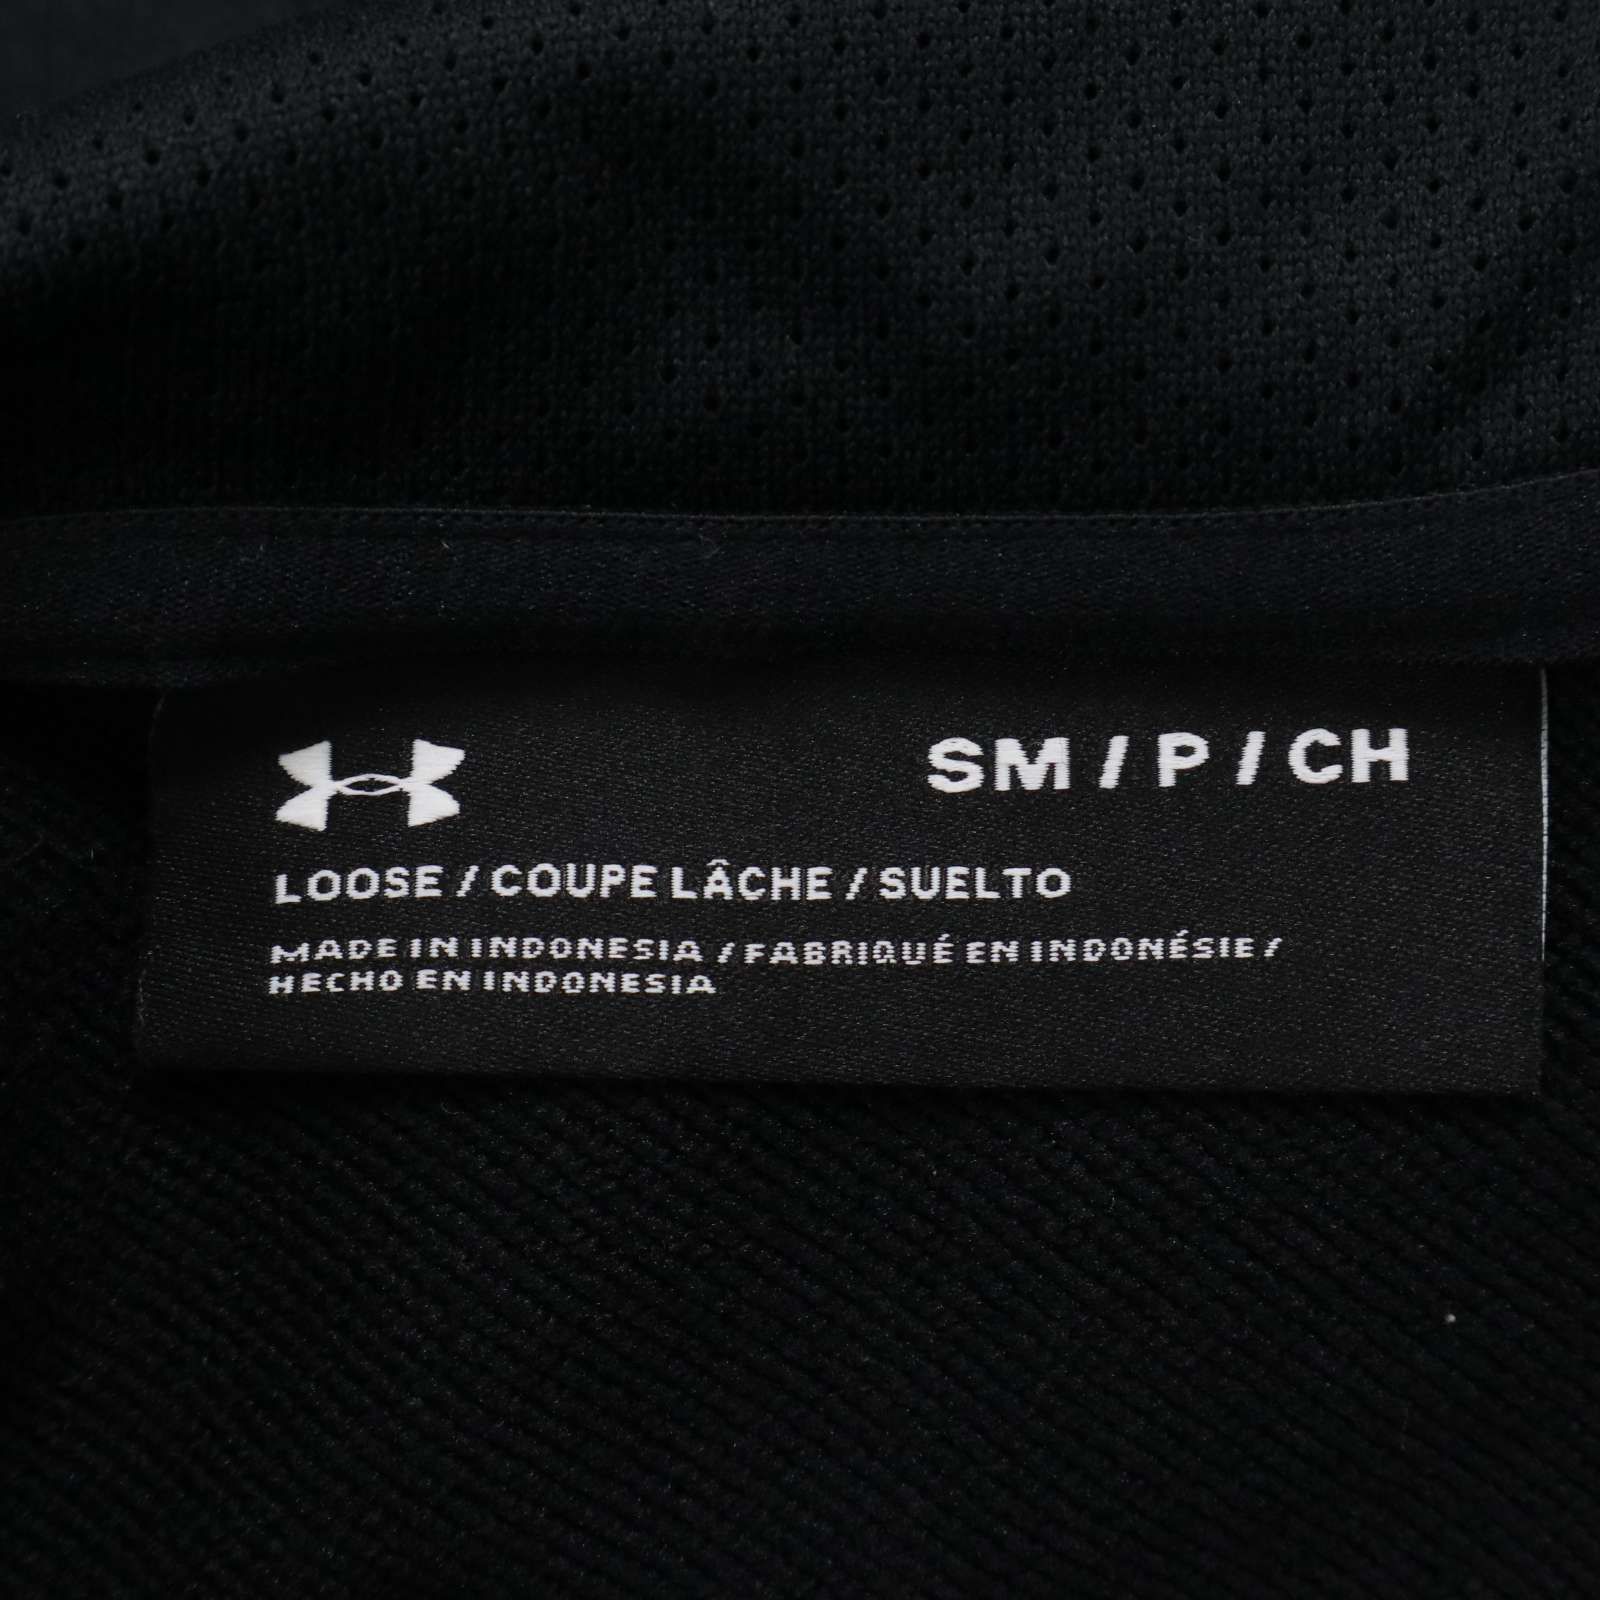 SM / P / CH
LOOSE / COUPE LÂCHE / SUELTO
MADE IN INDONESIA / FABRIQUÉ EN INDONÉSIE /
HECHO EN INDONESIA